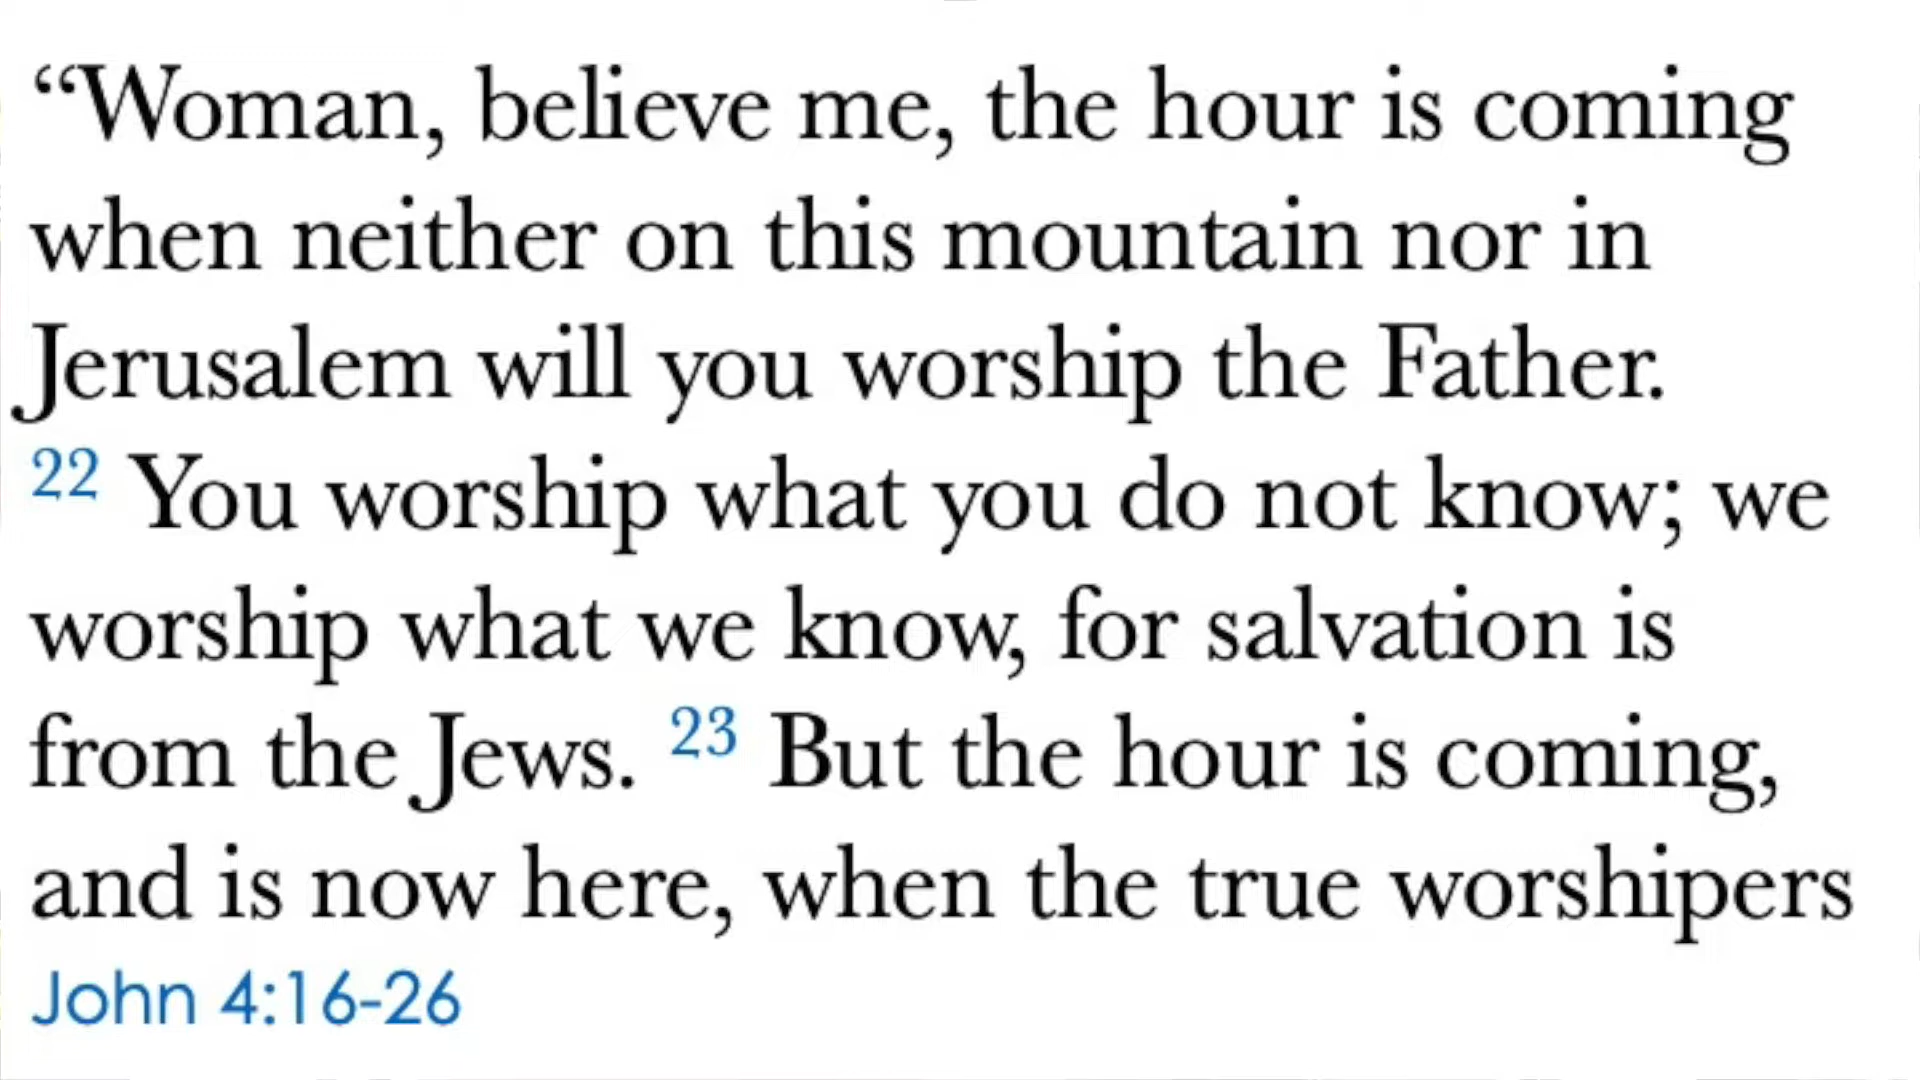 “Woman, believe me, the hour is coming
when neither on this mountain nor in
Jerusalem will you worship the Father.
22 You worship what you do not know; we
worship what we know, for salvation is
from the Jews. 23 But the hour is coming,
and is now here, when the true worshipers
John 4:16-26